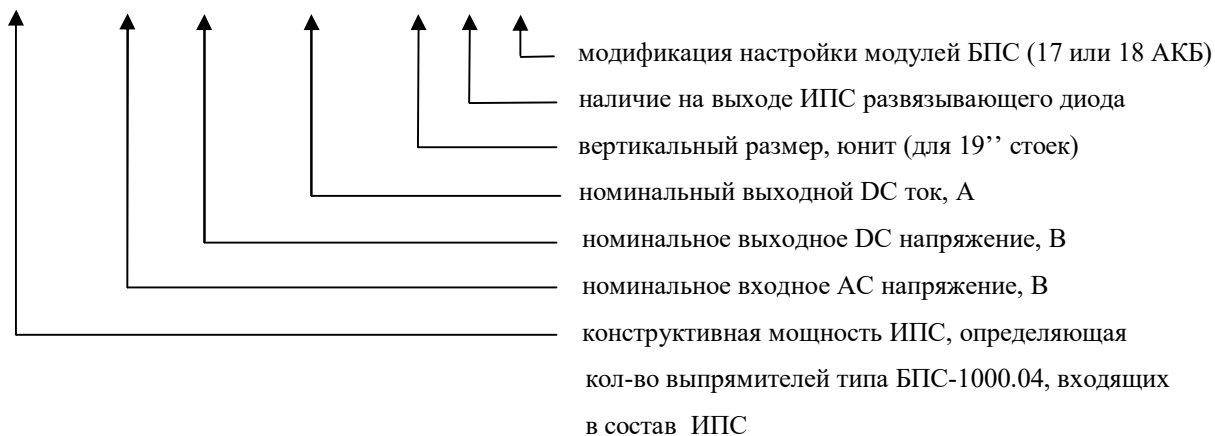 модификация настройки модулей БПС (17 или 18 АКБ)
наличие на выходе ИПС развязывающего диода
вертикальный размер, юнит (для 19’’ стоек)
номинальный выходной DC ток, А
номинальное выходное DC напряжение, В
номинальное входное АС напряжение, В
конструктивная мощность ИПС, определяющая
кол-во выпрямителей типа БПС-1000.04, входящих
в состав ИПС